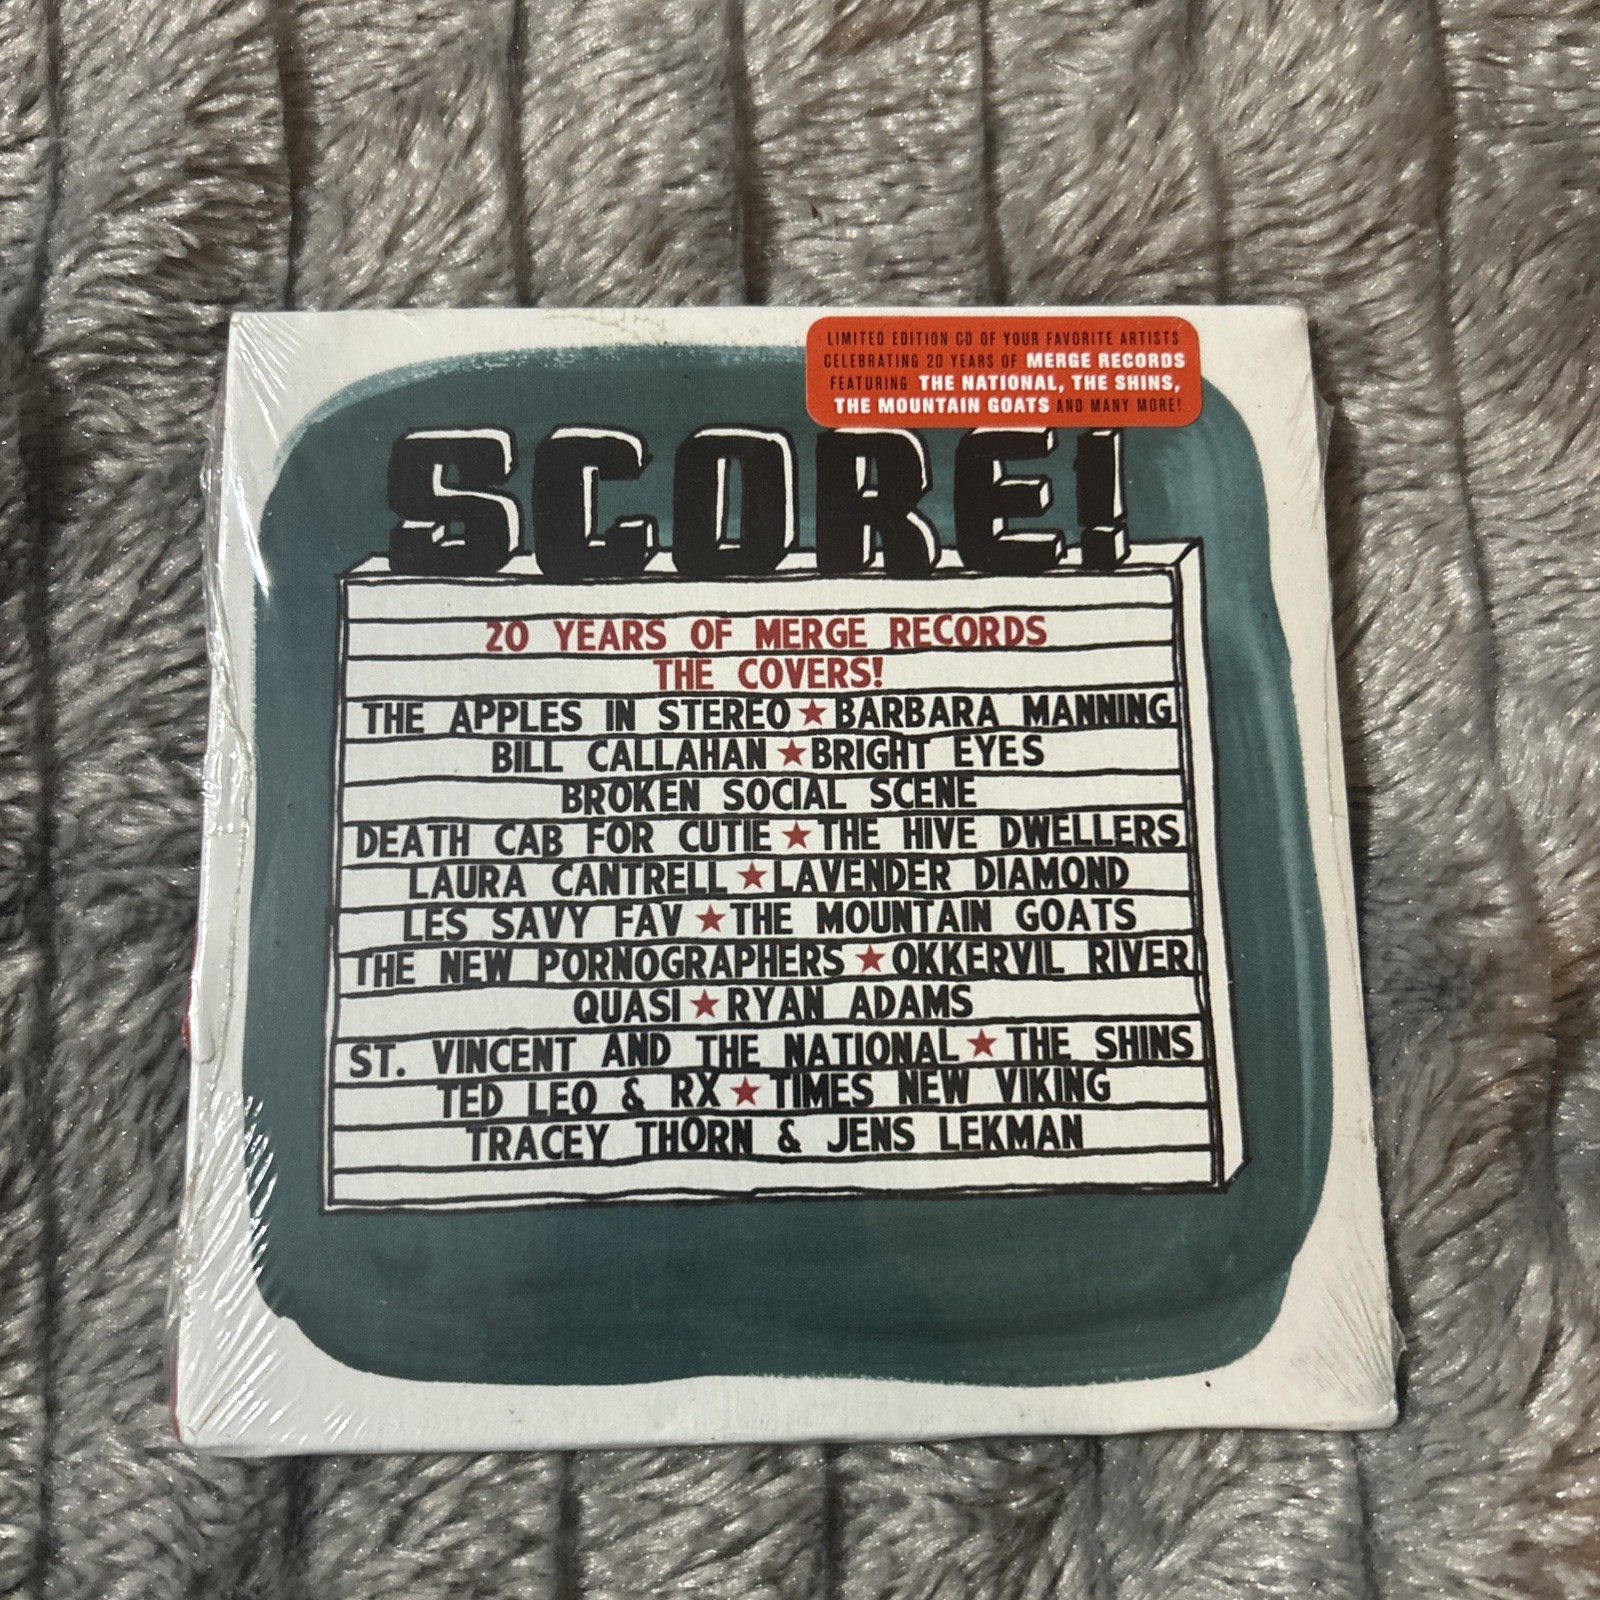 LIMITED EDITION CD OF YOUR FAVORITE ARTISTS
CELEBRATING 20 YEARS OF MERGE RECORDS
FEATURING THE NATIONAL, THE SHINS,
THE MOUNTAIN GOATS AND MANY MORE!
SCORE!
20 YEARS OF MERGE RECORDS
THE COVERS!
THE APPLES IN STEREO ★ BARBARA MANNING
BILL CALLAHAN ★ BRIGHT EYES
BROKEN SOCIAL SCENE
DEATH CAB FOR CUTIE ★ THE HIVE DWELLERS
LAURA CANTRELL ★ LAVENDER DIAMOND
LES SAVY FAV ★ THE MOUNTAIN GOATS
THE NEW PORNOGRAPHERS ★ OKKERVIL RIVER
QUASI ★ RYAN ADAMS
ST. VINCENT AND THE NATIONAL ★ THE SHINS
TED LEO & RX ★ TIMES NEW VIKING
TRACEY THORN & JENS LEKMAN